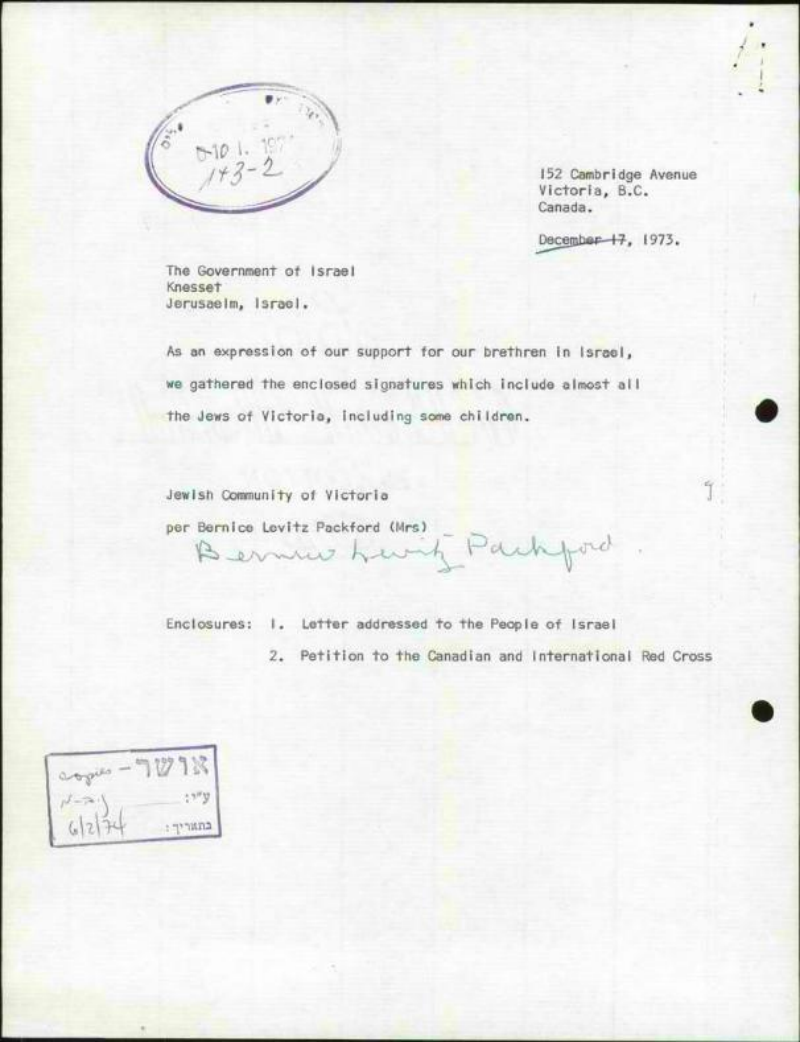 10 1. 197
143-2
152 Cambridge Avenue
Victoria, B.C.
Canada.
December 17, 1973.
The Government of Israel
Knesset
Jerusaelm, Israel.
As an expression of our support for our brethren in Israel,
we gathered the enclosed signatures which include almost all
the Jews of Victoria, including some children.
Jewish Community of Victoria
per Bernice Levitz Packford (Mrs)
Bernice Levitz Packford
Enclosures: 1. Letter addressed to the People of Israel
2. Petition to the Canadian and International Red Cross
אושר - copies
ע"י:
בתאריך: 6/2/74